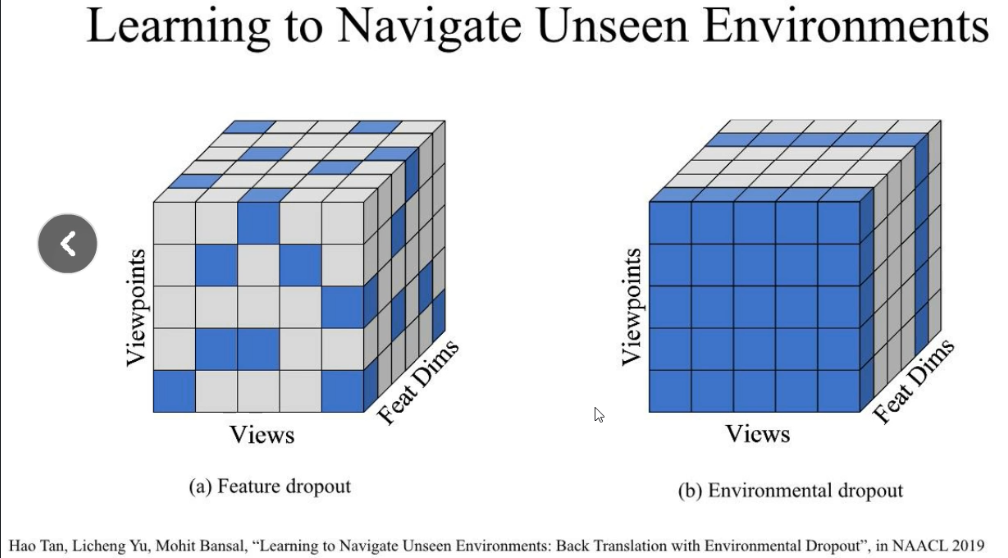 Learning to Navigate Unseen Environments
Viewpoints
Feat Dims
Views
(a) Feature dropout
Viewpoints
Feat Dims
Views
(b) Environmental dropout
Hao Tan, Licheng Yu, Mohit Bansal, “Learning to Navigate Unseen Environments: Back Translation with Environmental Dropout”, in NAACL 2019